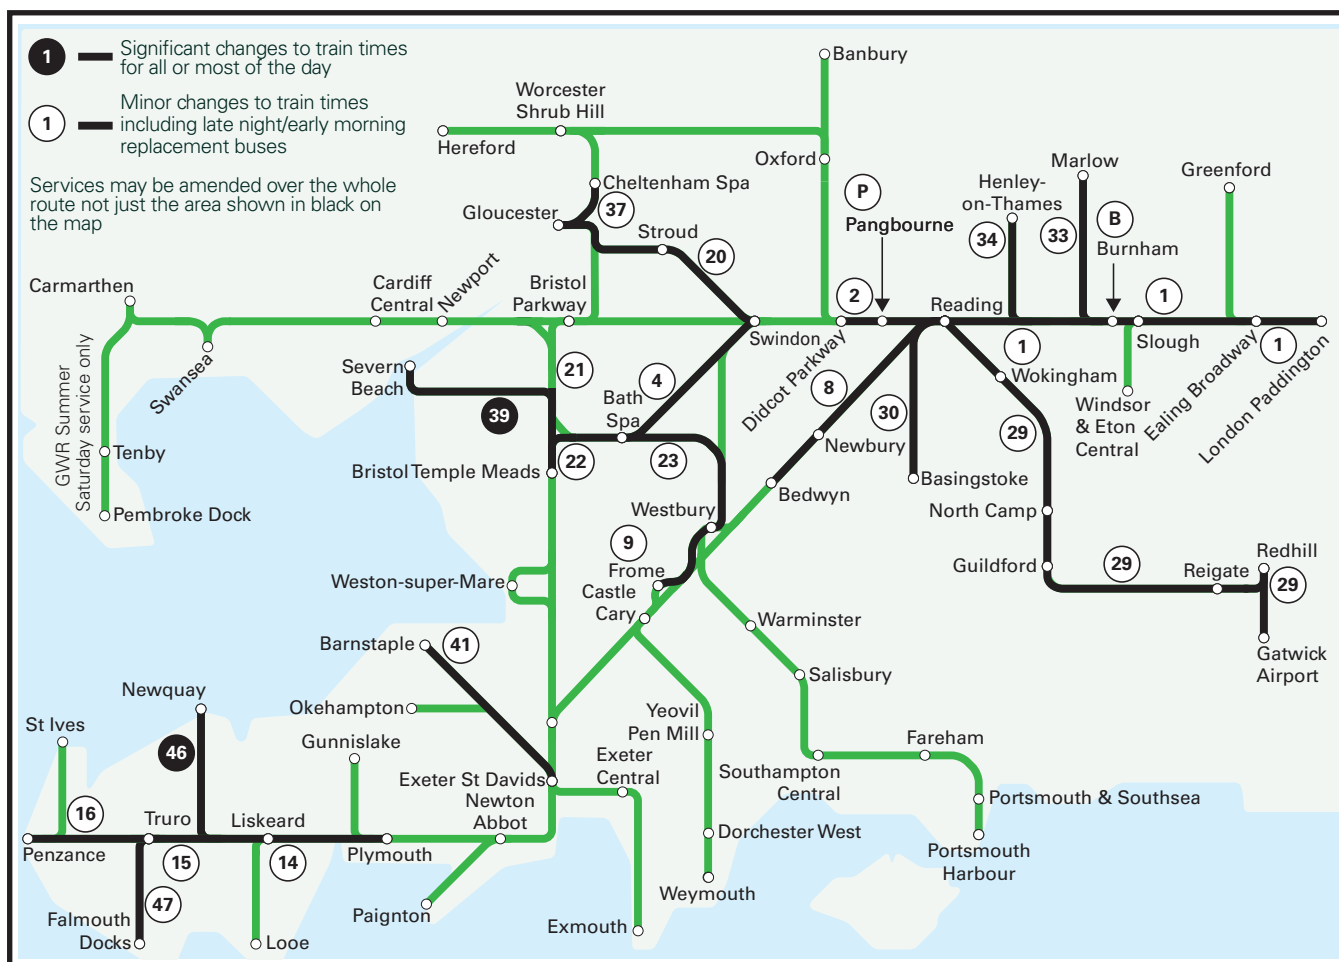 1
Significant changes to train times
for all or most of the day
1
Minor changes to train times
including late night/early morning
replacement buses
Services may be amended over the whole
route not just the area shown in black on
the map
Banbury
Worcester
Shrub Hill
Hereford
Oxford
Marlow
Greenford
Henley-
on-Thames
Cheltenham Spa
37
Gloucester
Stroud
20
P
Pangbourne
34
33
B
Burnham
Carmarthen
Cardiff
Central
Newport
Bristol
Parkway
2
Reading
1
Swindon
Didcot Parkway
1
Slough
1
Ealing Broadway
London Paddington
Swansea
GWR Summer
Saturday service only
Severn
Beach
21
4
8
Wokingham
39
Bath
Spa
30
29
Windsor
& Eton
Central
Tenby
Bristol Temple Meads
22
23
Newbury
Basingstoke
Bedwyn
Pembroke Dock
Westbury
North Camp
9
Frome
Guildford
29
Reigate
Redhill
29
Weston-super-Mare
Castle
Cary
Warminster
Gatwick
Airport
Barnstaple
41
Salisbury
Newquay
Okehampton
St Ives
46
Gunnislake
Yeovil
Pen Mill
Fareham
Exeter St Davids
Exeter
Central
Southampton
Central
Newton
Abbot
Portsmouth & Southsea
16
Truro
Liskeard
Penzance
15
14
Plymouth
Dorchester West
Portsmouth
Harbour
Weymouth
47
Falmouth
Docks
Looe
Paignton
Exmouth